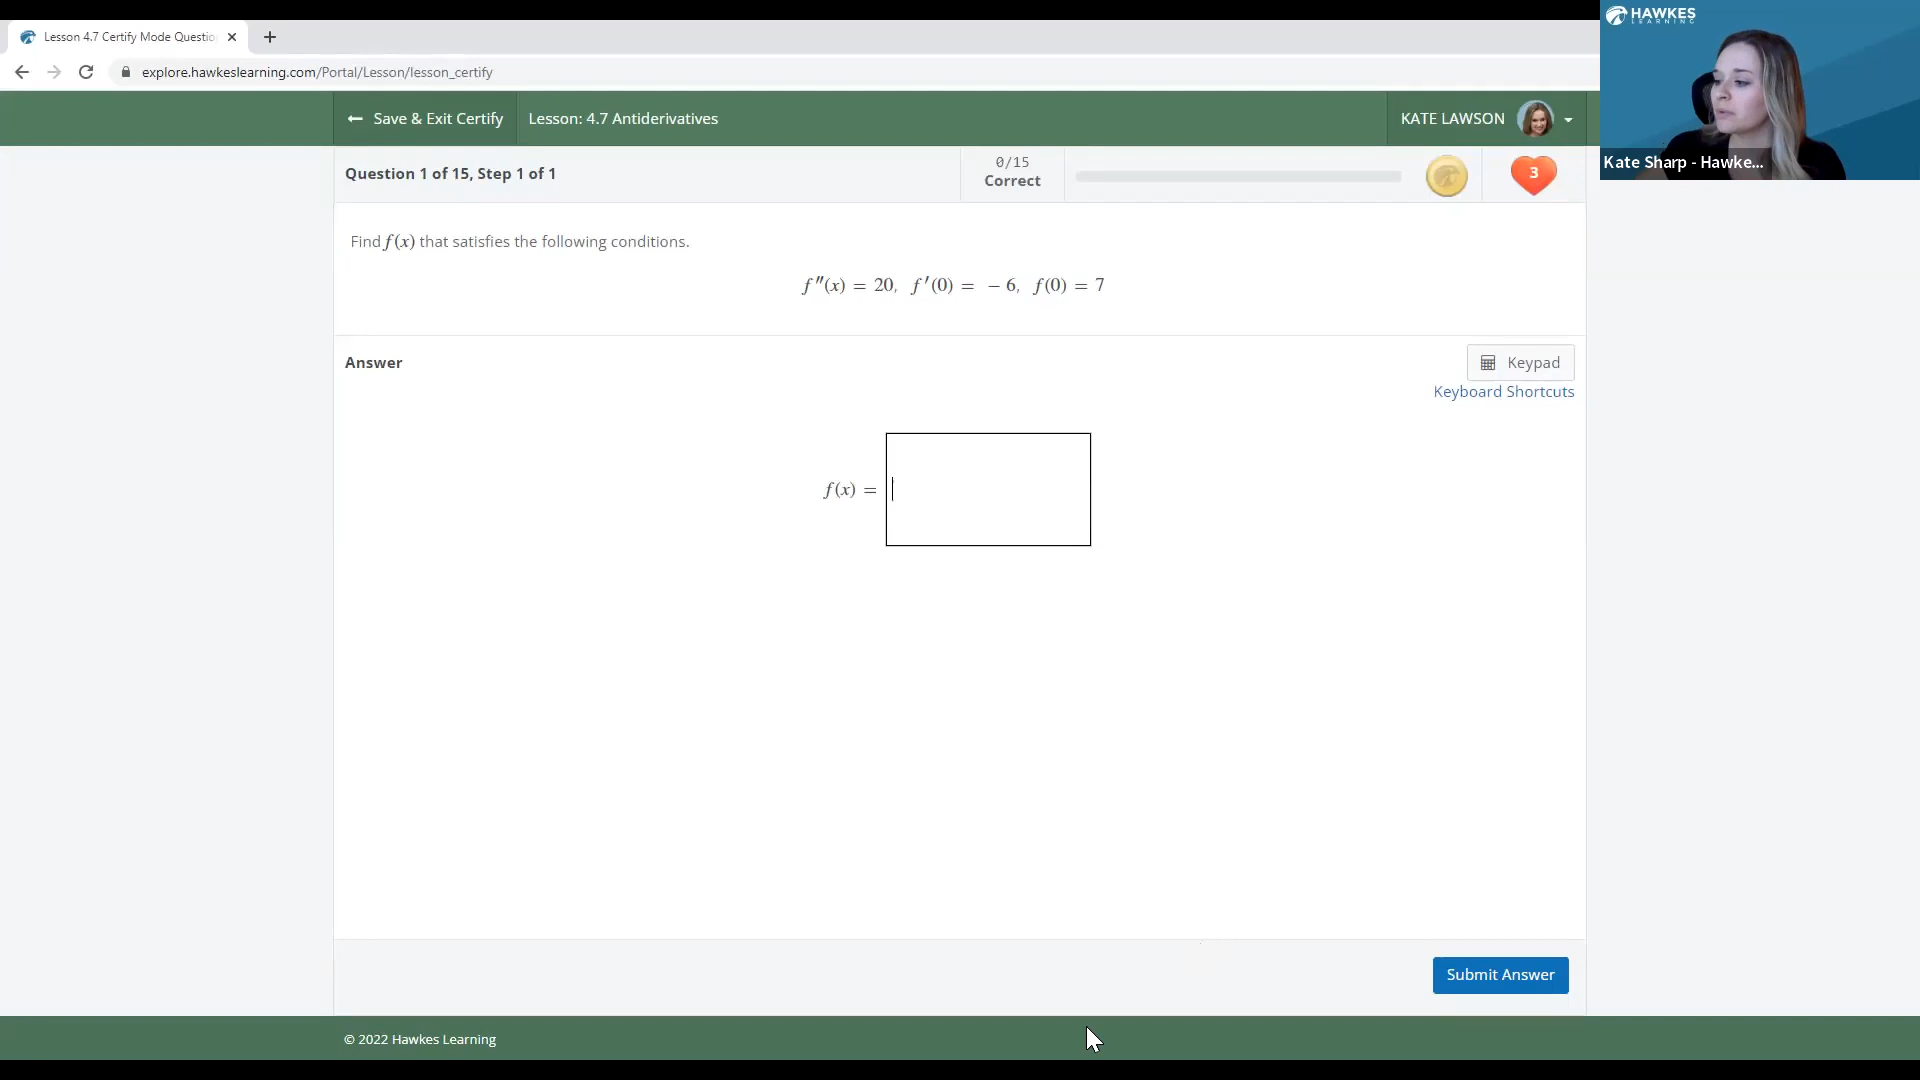 Lesson 4.7 Certify Mode Questio
explore.hawkeslearning.com/Portal/Lesson/lesson_certify
HAWKES
LEARNING
Kate Sharp - Hawke...
Save & Exit Certify
Lesson: 4.7 Antiderivatives
KATE LAWSON
Question 1 of 15, Step 1 of 1
0/15
Correct
3
Find f(x) that satisfies the following conditions.
f″(x) = 20, f′(0) = − 6, f(0) = 7
Answer
Keypad
Keyboard Shortcuts
f(x) =
Submit Answer
© 2022 Hawkes Learning